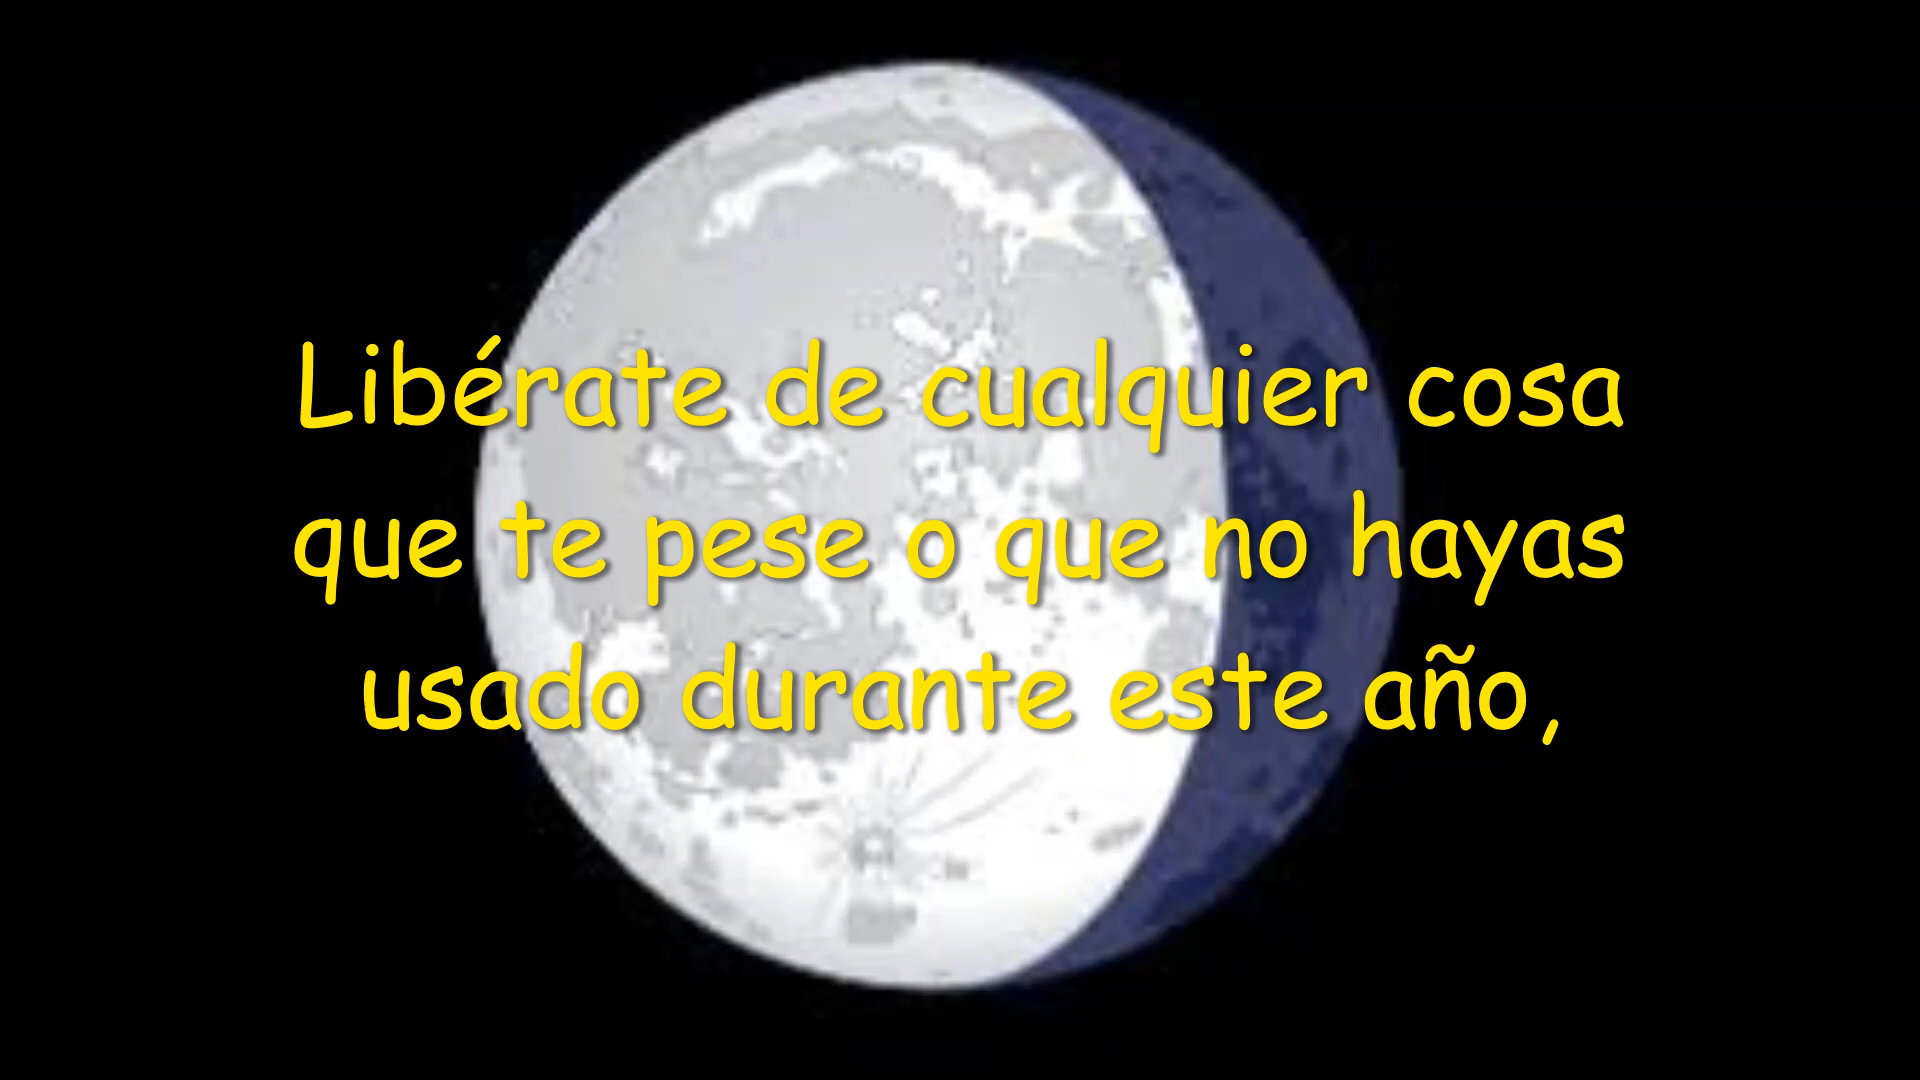 Libérate de cualquier cosa
que te pese o que no hayas
usado durante este año,